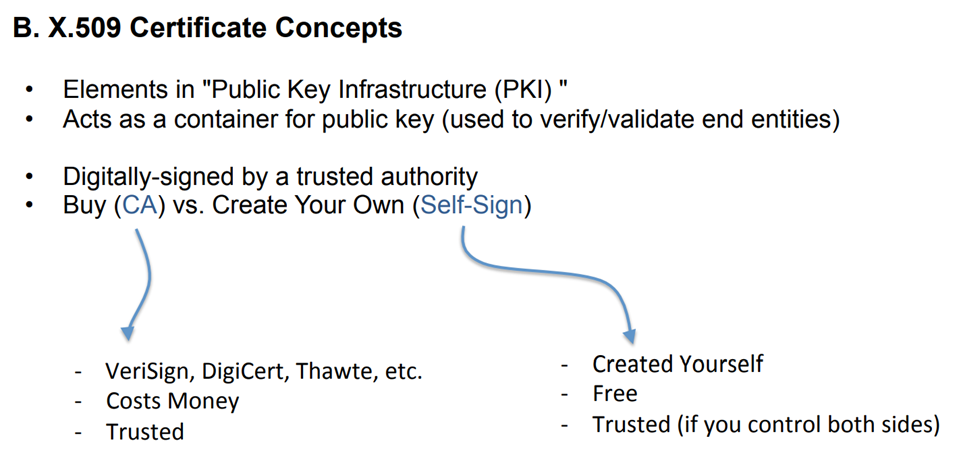 B. X.509 Certificate Concepts
• Elements in "Public Key Infrastructure (PKI) "
• Acts as a container for public key (used to verify/validate end entities)
• Digitally-signed by a trusted authority
• Buy (CA) vs. Create Your Own (Self-Sign)
- VeriSign, DigiCert, Thawte, etc.
- Costs Money
- Trusted
- Created Yourself
- Free
- Trusted (if you control both sides)